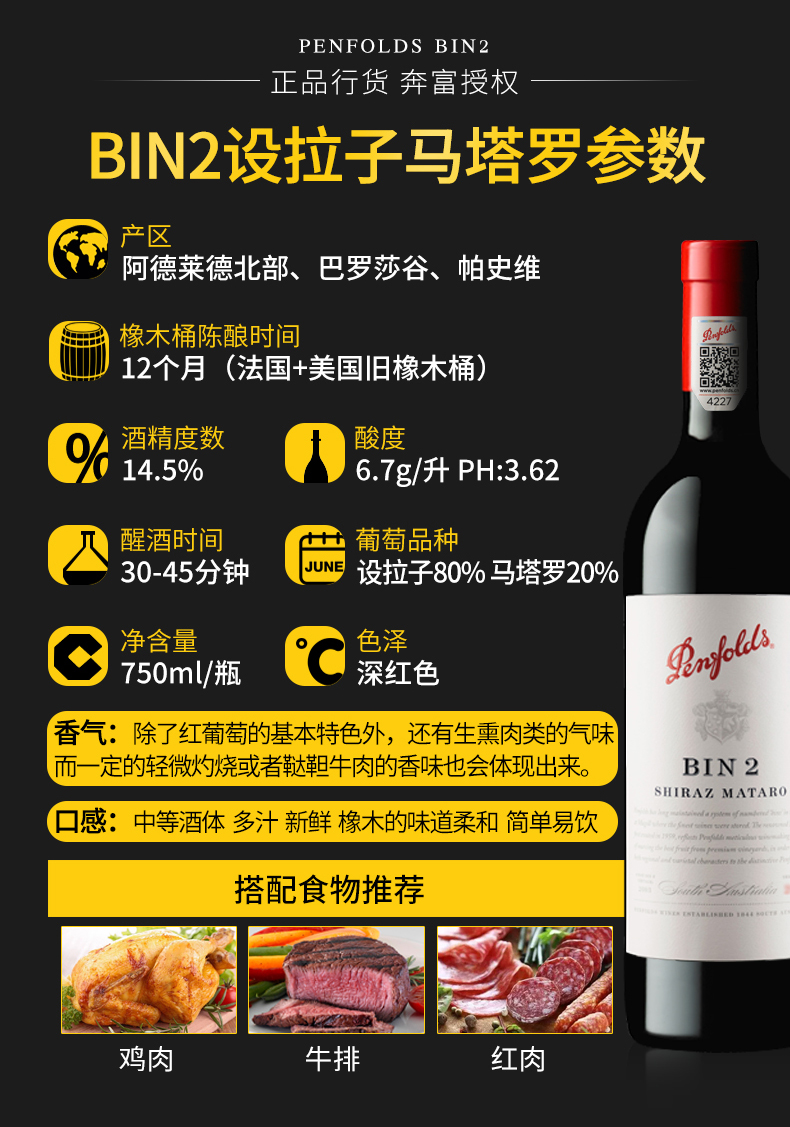 PENFOLDS BIN2
正品行货 奔富授权
BIN2设拉子马塔罗参数
产区
阿德莱德北部、巴罗莎谷、帕史维
橡木桶陈酿时间
12个月（法国+美国旧橡木桶）
% 酒精度数
14.5%
酸度
6.7g/升 PH:3.62
醒酒时间
30-45分钟
JUNE
葡萄品种
设拉子80% 马塔罗20%
净含量
750ml/瓶
°C 色泽
深红色
香气：除了红葡萄的基本特色外，还有生熏肉类的气味
而一定的轻微灼烧或者鞑靼牛肉的香味也会体现出来。
口感：中等酒体 多汁 新鲜 橡木的味道柔和 简单易饮
搭配食物推荐
鸡肉
牛排
红肉
Penfolds
4227
Penfolds
BIN 2
SHIRAZ MATARO
South Australia